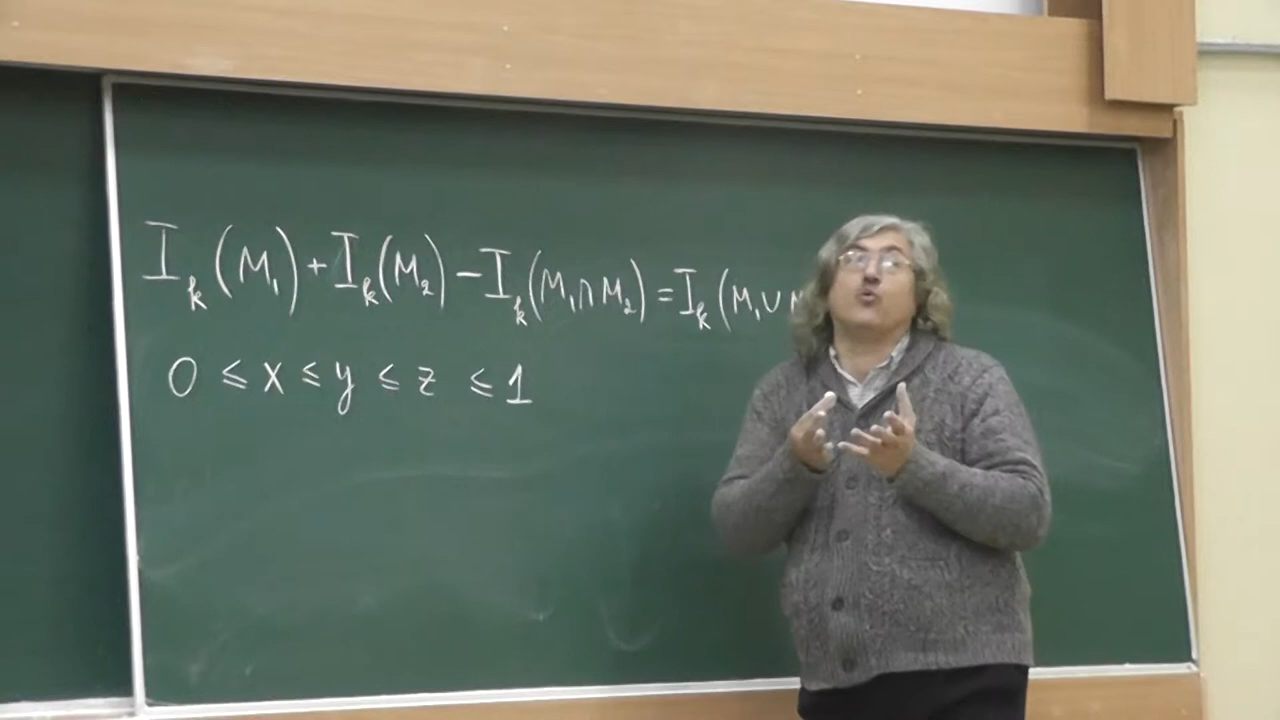 I_k(M_1) + I_k(M_2) − I_k(M_1 ∩ M_2) = I_k(M_1 ∪
0 ≤ x ≤ y ≤ z ≤ 1